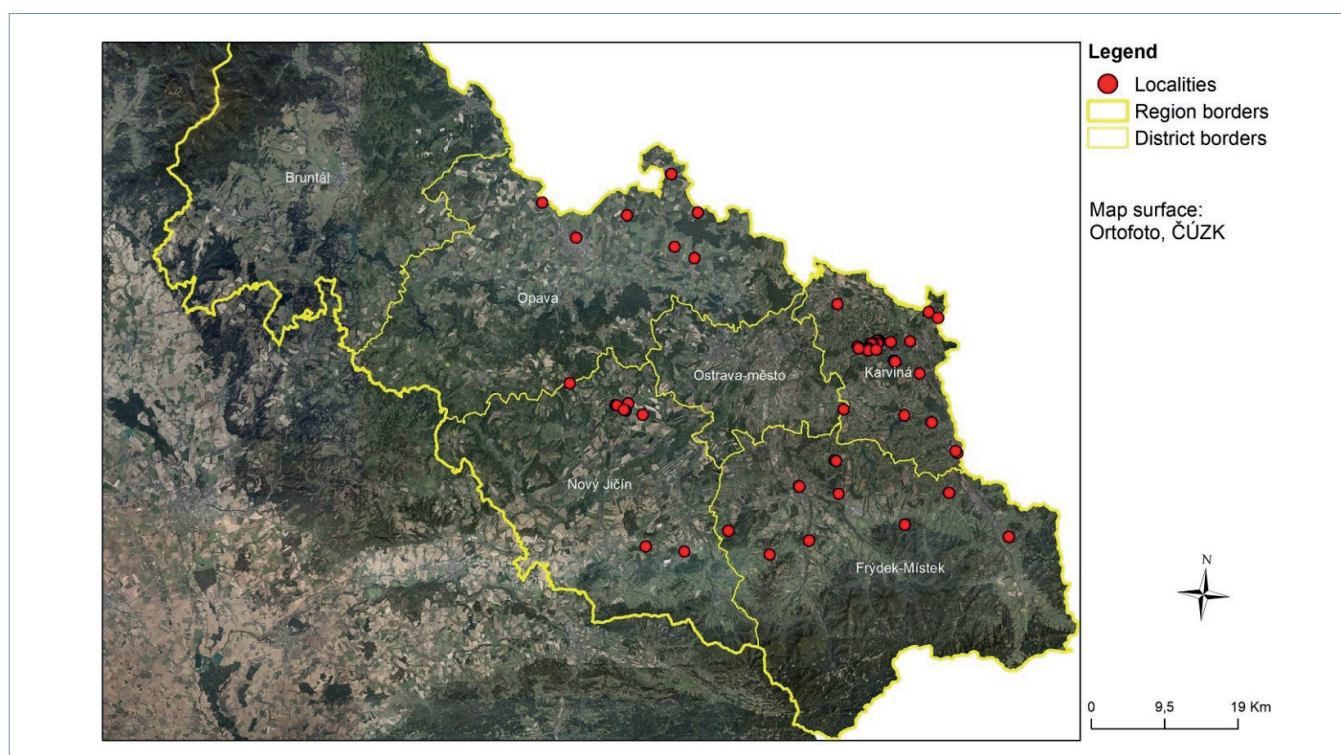 Legend
Localities
Region borders
District borders
Map surface:
Ortofoto, ČÚZK
Bruntál
Opava
Ostrava-město
Karviná
Nový Jičín
Frýdek-Místek
N
0 9,5 19 Km